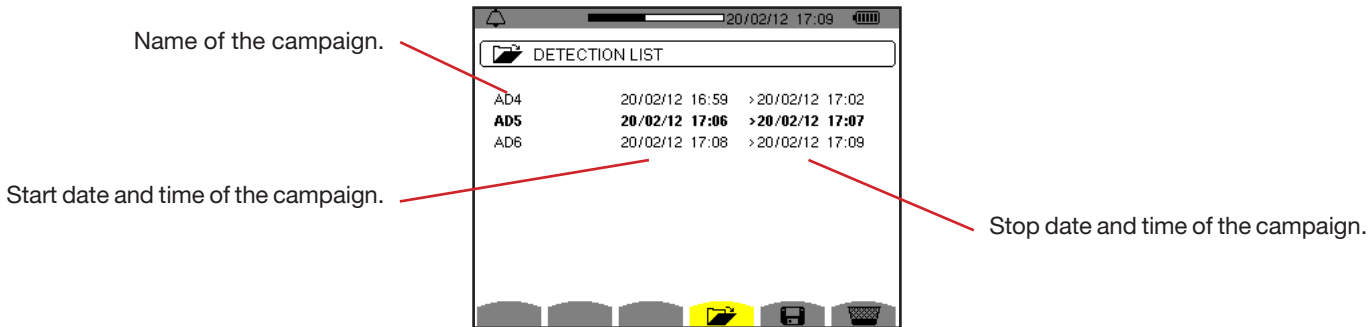 20/02/12 17:09
Name of the campaign.
DETECTION LIST
AD4 20/02/12 16:59 >20/02/12 17:02
AD5 20/02/12 17:06 >20/02/12 17:07
AD6 20/02/12 17:08 >20/02/12 17:09
Start date and time of the campaign.
Stop date and time of the campaign.